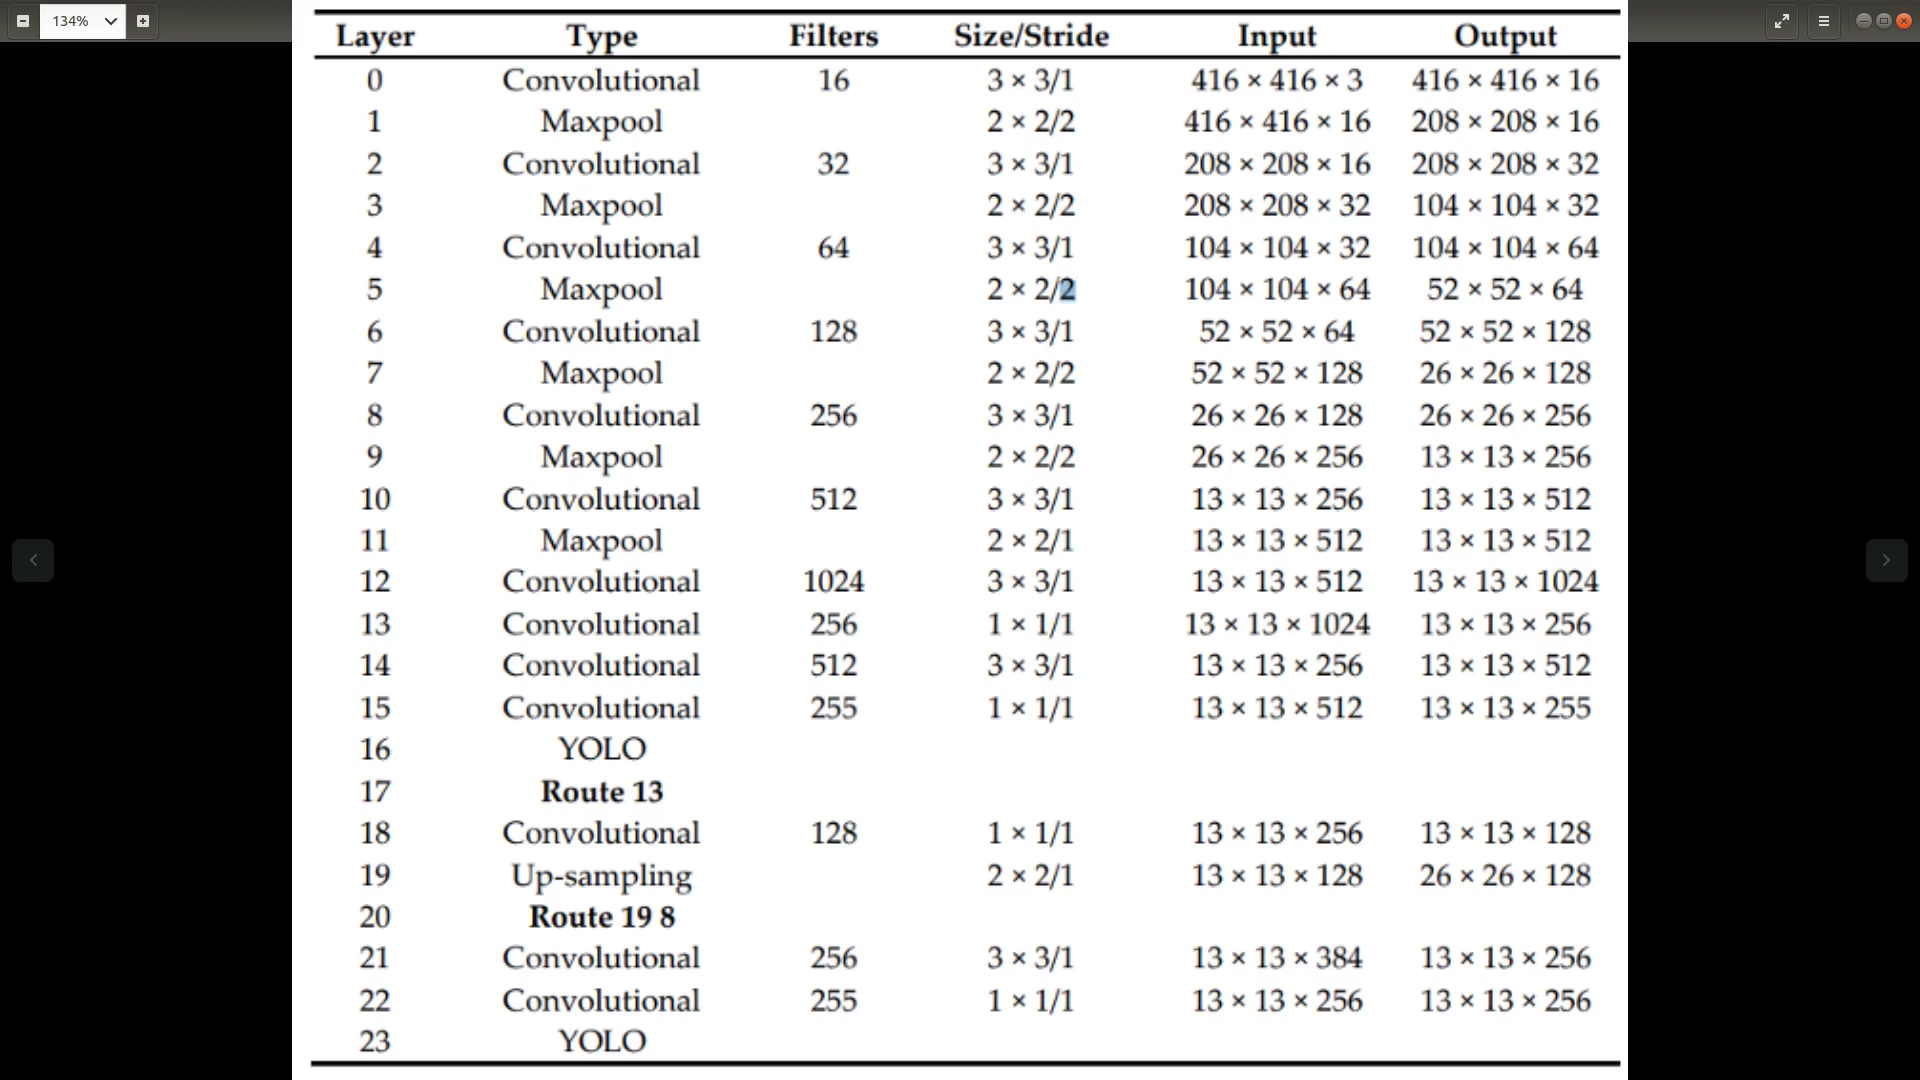 134%
Layer Type Filters Size/Stride Input Output
0 Convolutional 16 3 × 3/1 416 × 416 × 3 416 × 416 × 16
1 Maxpool 2 × 2/2 416 × 416 × 16 208 × 208 × 16
2 Convolutional 32 3 × 3/1 208 × 208 × 16 208 × 208 × 32
3 Maxpool 2 × 2/2 208 × 208 × 32 104 × 104 × 32
4 Convolutional 64 3 × 3/1 104 × 104 × 32 104 × 104 × 64
5 Maxpool 2 × 2/2 104 × 104 × 64 52 × 52 × 64
6 Convolutional 128 3 × 3/1 52 × 52 × 64 52 × 52 × 128
7 Maxpool 2 × 2/2 52 × 52 × 128 26 × 26 × 128
8 Convolutional 256 3 × 3/1 26 × 26 × 128 26 × 26 × 256
9 Maxpool 2 × 2/2 26 × 26 × 256 13 × 13 × 256
10 Convolutional 512 3 × 3/1 13 × 13 × 256 13 × 13 × 512
11 Maxpool 2 × 2/1 13 × 13 × 512 13 × 13 × 512
12 Convolutional 1024 3 × 3/1 13 × 13 × 512 13 × 13 × 1024
13 Convolutional 256 1 × 1/1 13 × 13 × 1024 13 × 13 × 256
14 Convolutional 512 3 × 3/1 13 × 13 × 256 13 × 13 × 512
15 Convolutional 255 1 × 1/1 13 × 13 × 512 13 × 13 × 255
16 YOLO
17 Route 13
18 Convolutional 128 1 × 1/1 13 × 13 × 256 13 × 13 × 128
19 Up-sampling 2 × 2/1 13 × 13 × 128 26 × 26 × 128
20 Route 19 8
21 Convolutional 256 3 × 3/1 13 × 13 × 384 13 × 13 × 256
22 Convolutional 255 1 × 1/1 13 × 13 × 256 13 × 13 × 256
23 YOLO